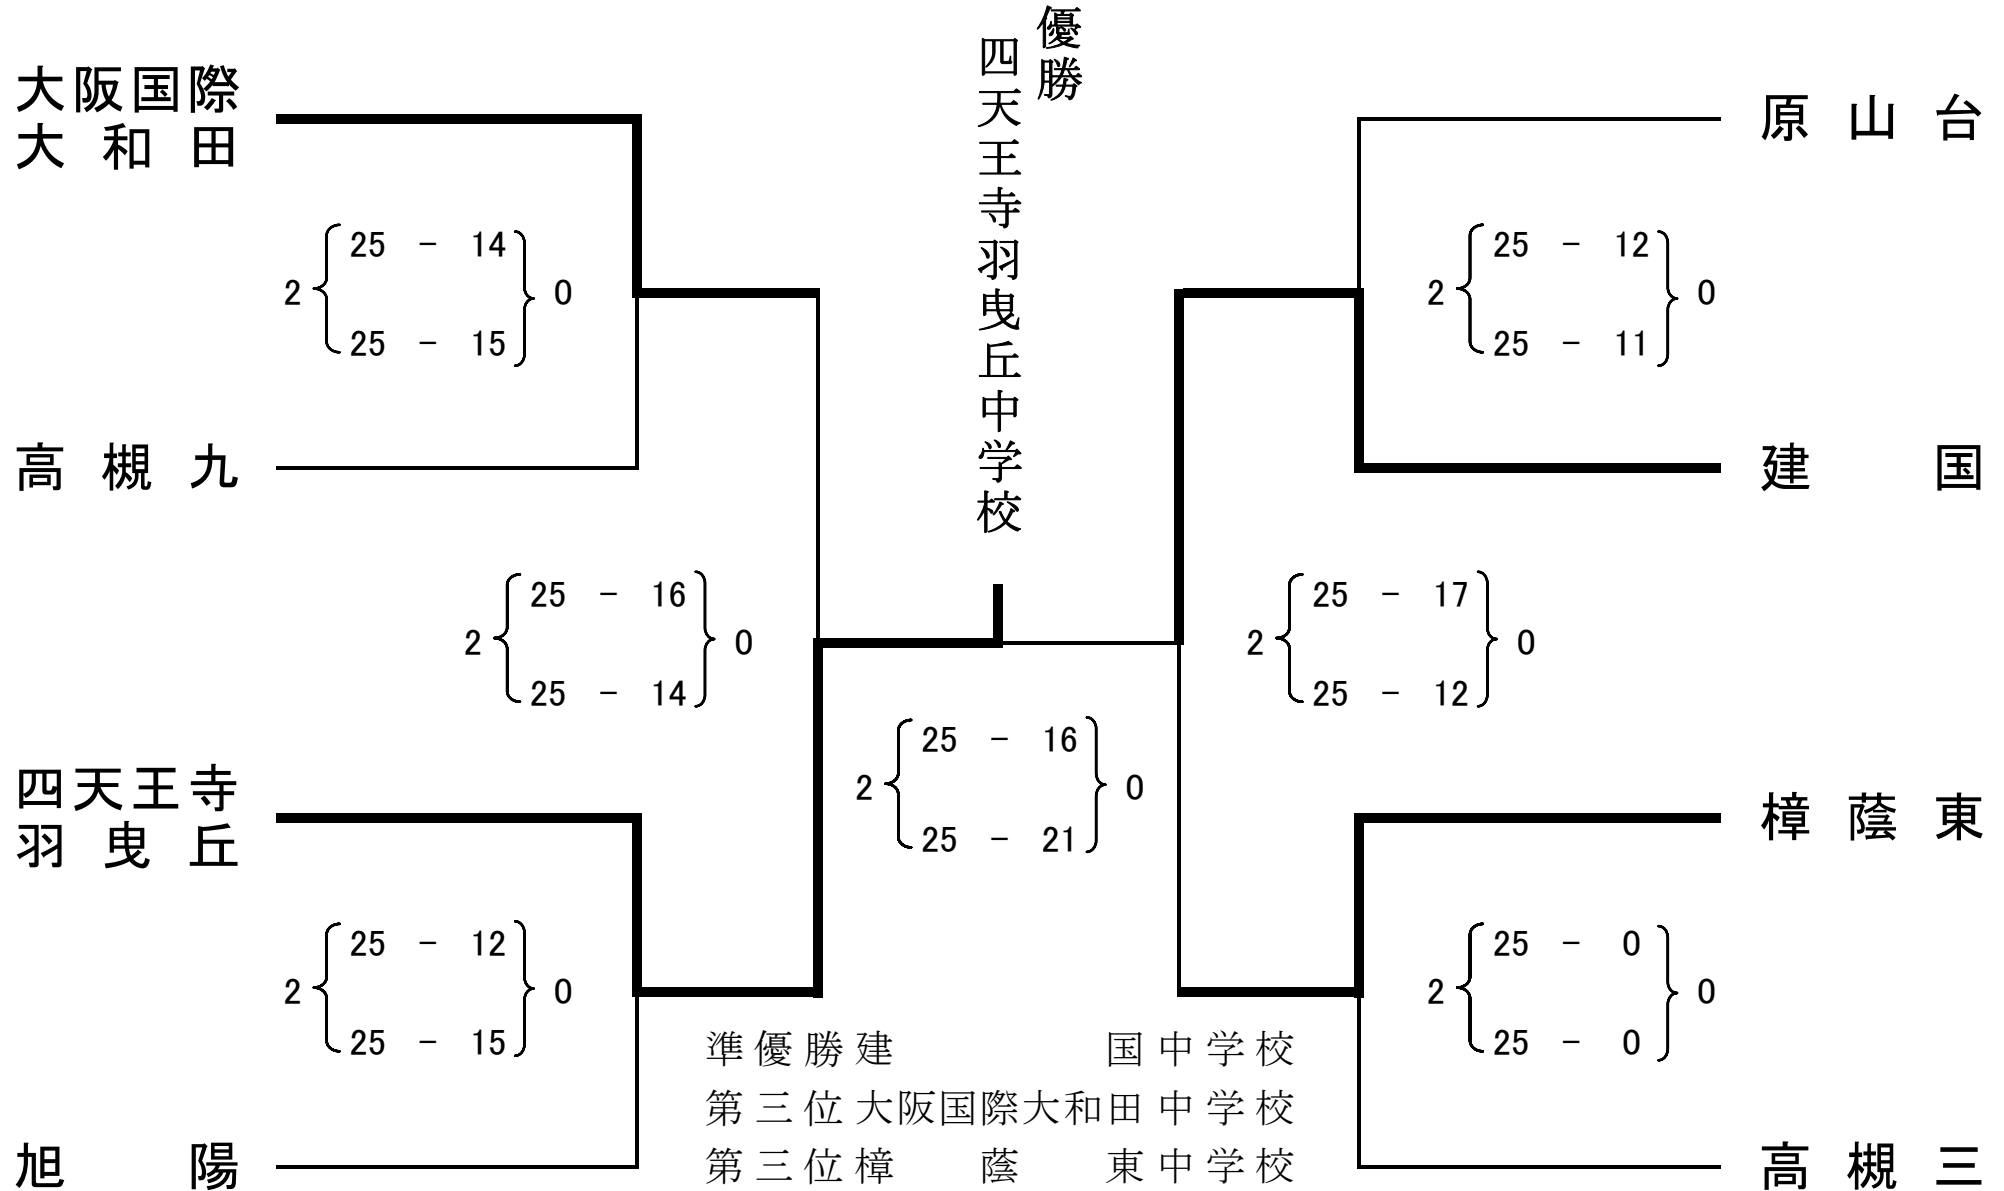 優勝
四天王寺羽曳丘中学校
大阪国際
大和田
2 25 - 14 0
25 - 15
高槻九
2 25 - 16 0
25 - 14
四天王寺
羽曳丘
2 25 - 12 0
25 - 15
旭陽
2 25 - 16 0
25 - 21
原山台
2 25 - 12 0
25 - 11
建国
2 25 - 17 0
25 - 12
樟蔭東
2 25 - 0 0
25 - 0
高槻三
準優勝建国中学校
第三位大阪国際大和田中学校
第三位樟蔭東中学校